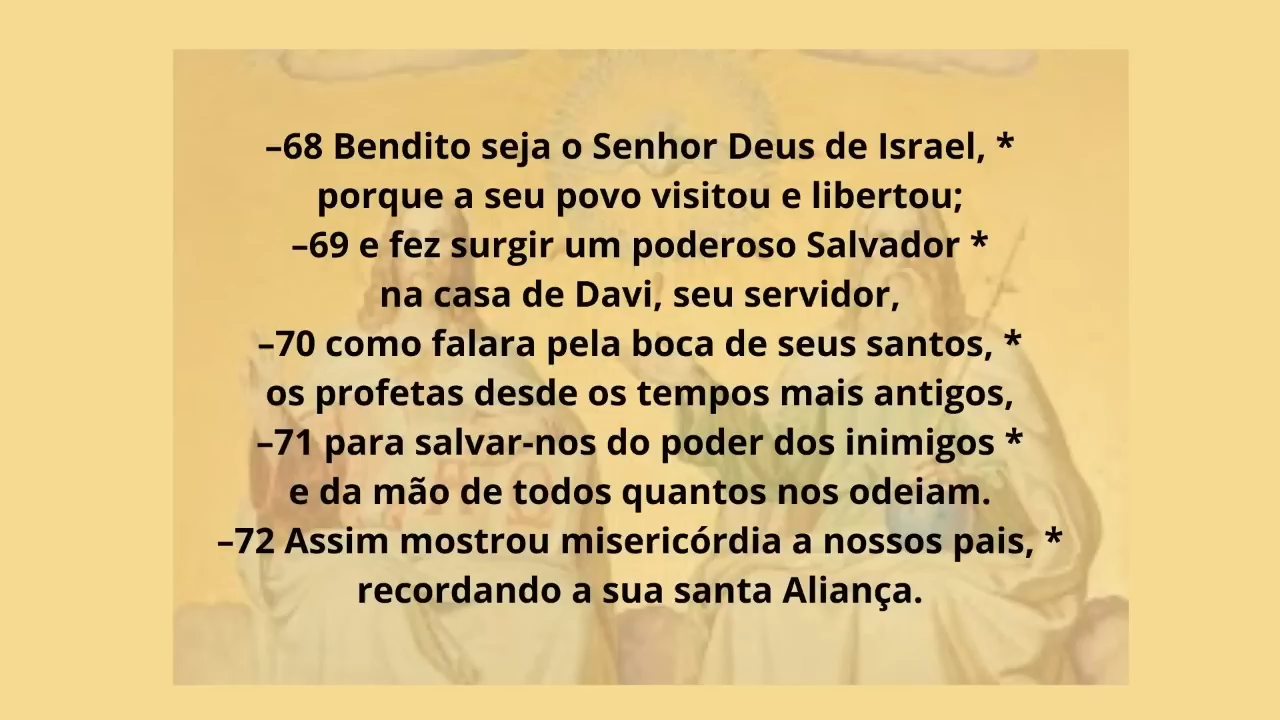 –68 Bendito seja o Senhor Deus de Israel, *
porque a seu povo visitou e libertou;
–69 e fez surgir um poderoso Salvador *
na casa de Davi, seu servidor,
–70 como falara pela boca de seus santos, *
os profetas desde os tempos mais antigos,
–71 para salvar-nos do poder dos inimigos *
e da mão de todos quantos nos odeiam.
–72 Assim mostrou misericórdia a nossos pais, *
recordando a sua santa Aliança.